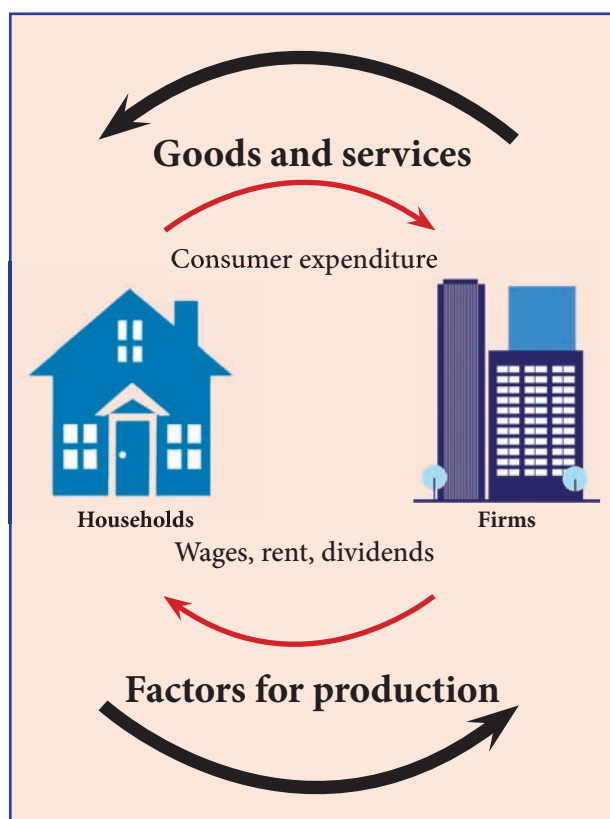 Goods and services
Consumer expenditure
Households
Firms
Wages, rent, dividends
Factors for production